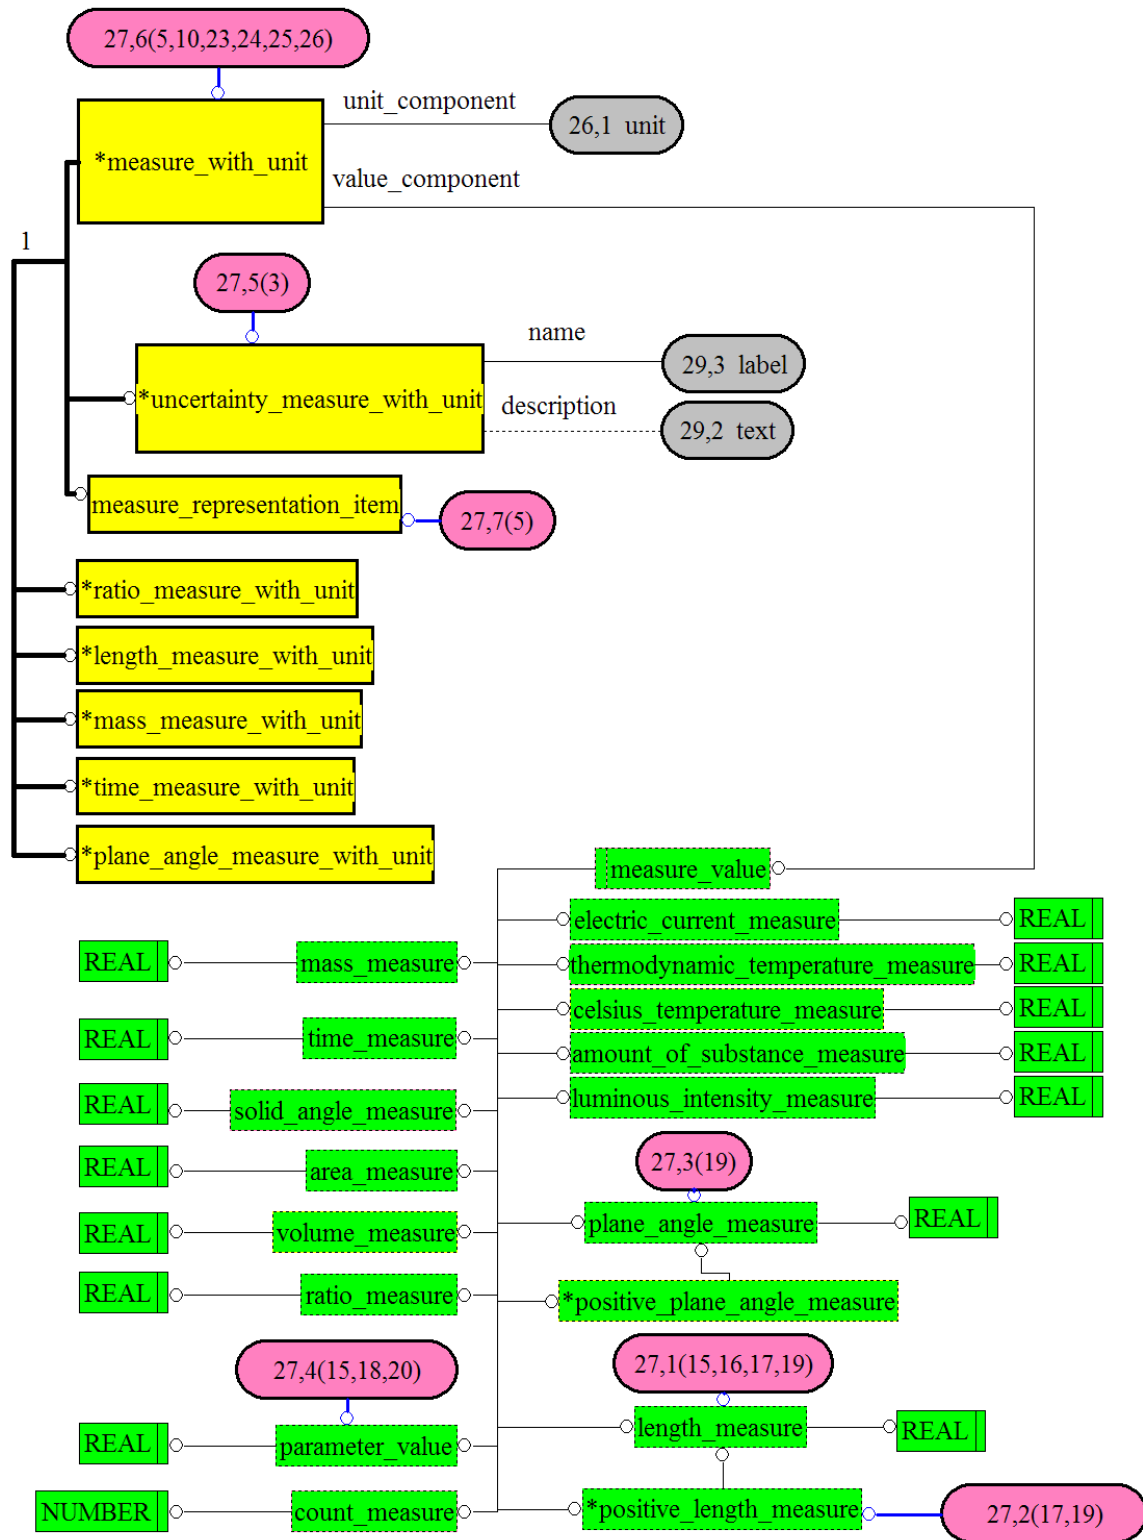 27,6(5,10,23,24,25,26)
unit_component
26,1 unit
*measure_with_unit
value_component
1
27,5(3)
name
29,3 label
*uncertainty_measure_with_unit
description
29,2 text
measure_representation_item
27,7(5)
*ratio_measure_with_unit
*length_measure_with_unit
*mass_measure_with_unit
*time_measure_with_unit
*plane_angle_measure_with_unit
measure_value
electric_current_measure
REAL
REAL
mass_measure
thermodynamic_temperature_measure
REAL
celsius_temperature_measure
REAL
REAL
time_measure
amount_of_substance_measure
REAL
REAL
solid_angle_measure
luminous_intensity_measure
REAL
REAL
area_measure
27,3(19)
REAL
volume_measure
plane_angle_measure
REAL
REAL
ratio_measure
*positive_plane_angle_measure
27,4(15,18,20)
27,1(15,16,17,19)
REAL
parameter_value
length_measure
REAL
NUMBER
count_measure
*positive_length_measure
27,2(17,19)